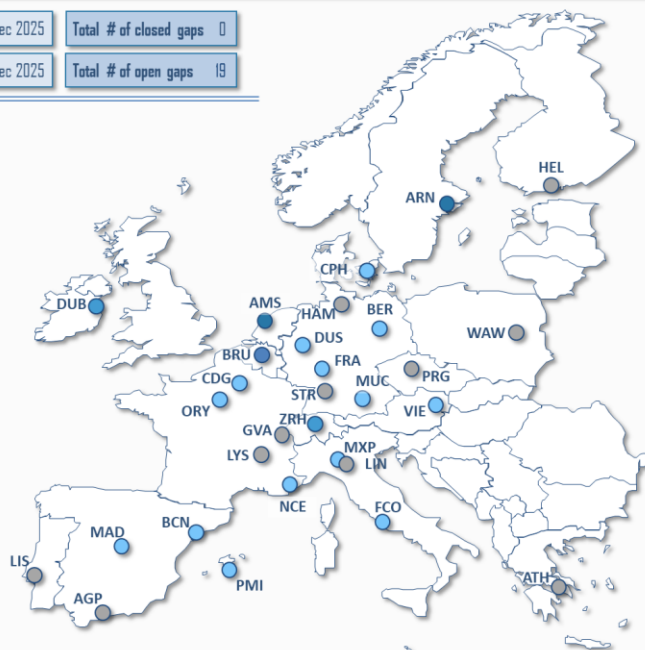 ec 2025
Total # of closed gaps 0
ec 2025
Total # of open gaps 19
HEL
ARN
CPH
DUB
AMS
HAM
BER
WAW
DUS
BRU
FRA
CDG
MUC
PRG
STR
ORY
VIE
ZRH
GVA
MXP
LYS
LIN
NCE
FCO
BCN
MAD
LIS
PMI
ATH
AGP